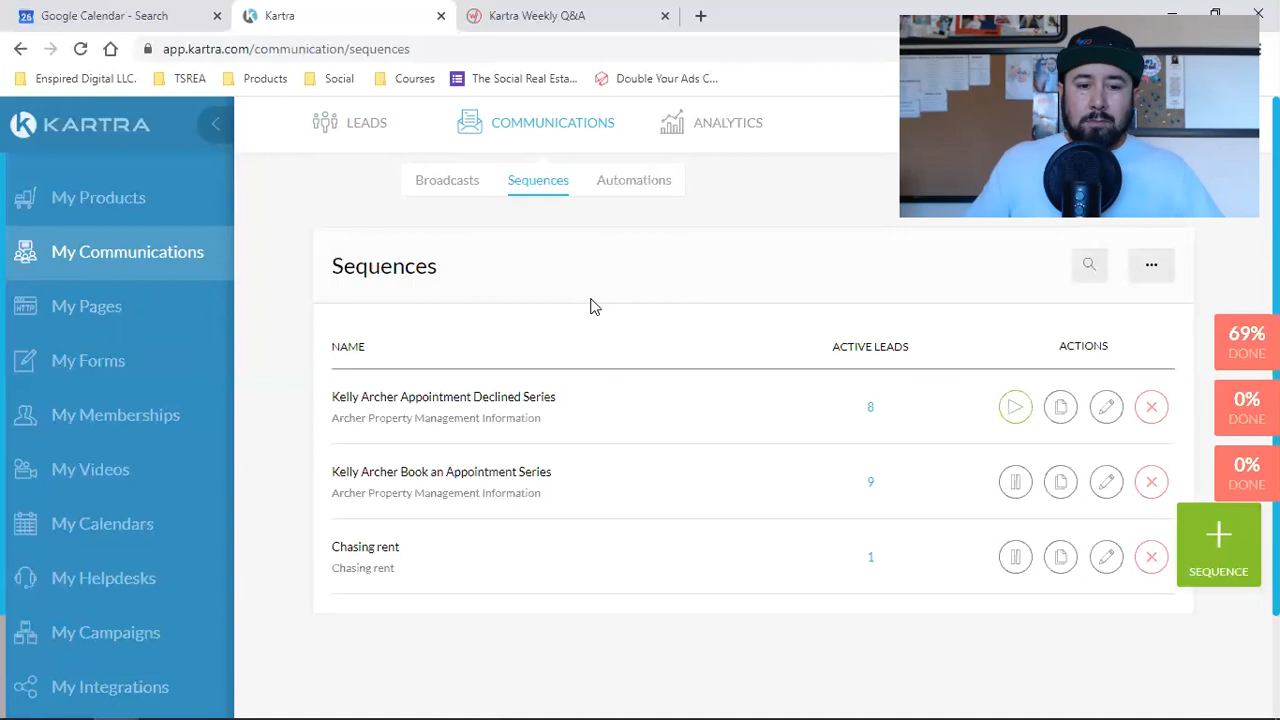 26 Google Calendar - Search
Kartra
Kartra Weekly Q&A
app.kartra.com/communication/sequences
Enspired Digital LLC.
TSREA
Products
Social
Courses
The Social Real Esta...
Double Your Ads C...
K KARTRA
LEADS
COMMUNICATIONS
ANALYTICS
Broadcasts
Sequences
Automations
My Products
My Communications
HTTP My Pages
My Forms
My Memberships
My Videos
My Calendars
My Helpdesks
My Campaigns
My Integrations
Sequences
NAME ACTIVE LEADS ACTIONS
Kelly Archer Appointment Declined Series 8
Archer Property Management Information
Kelly Archer Book an Appointment Series 9
Archer Property Management Information
Chasing rent 1
Chasing rent
69%
DONE
0%
DONE
0%
DONE
SEQUENCE